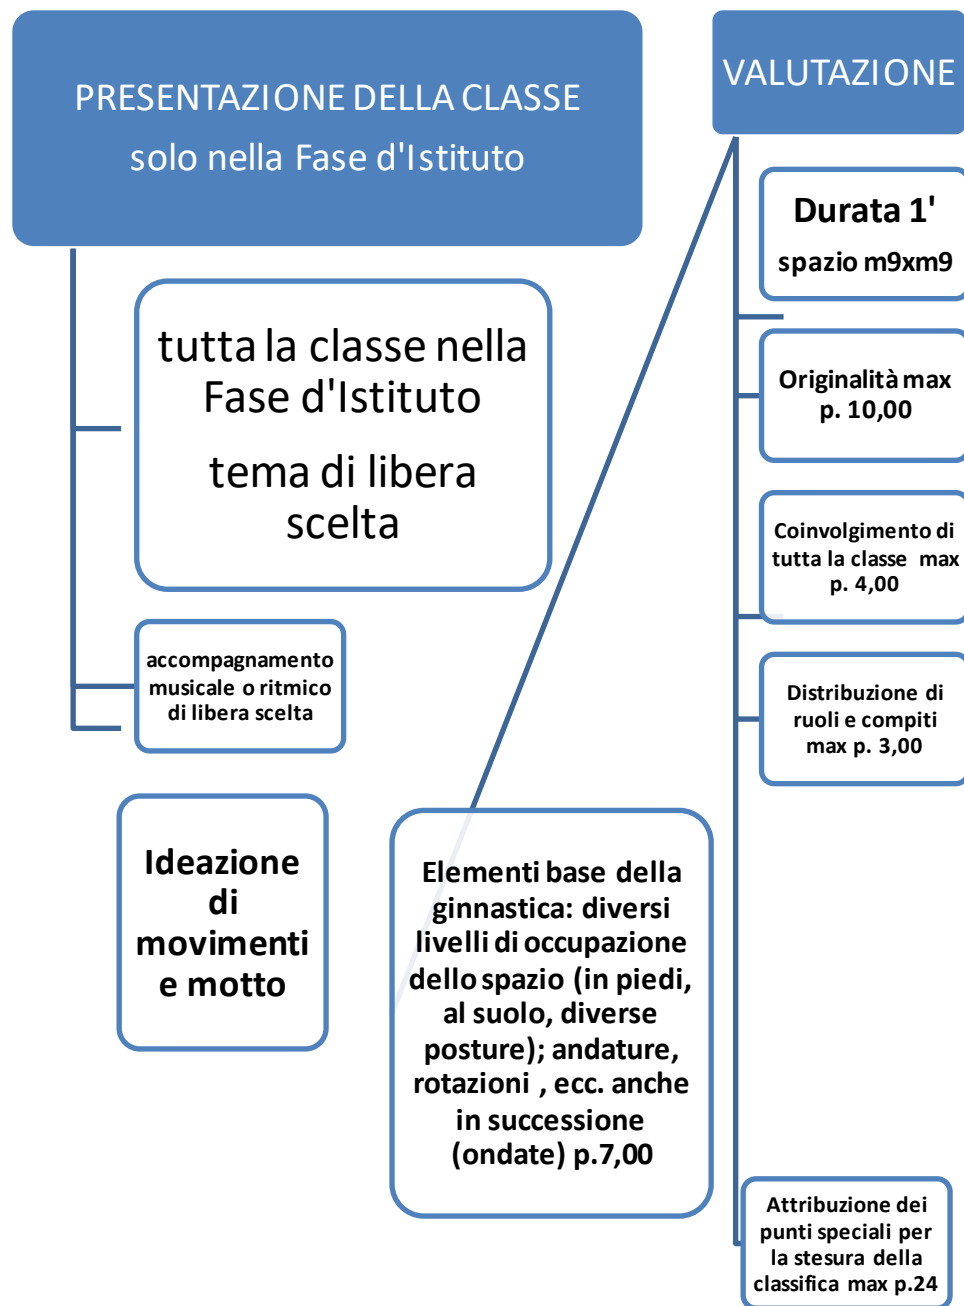 PRESENTAZIONE DELLA CLASSE
solo nella Fase d'Istituto
tutta la classe nella
Fase d'Istituto
tema di libera
scelta
accompagnamento
musicale o ritmico
di libera scelta
Ideazione
di
movimenti
e motto
VALUTAZIONE
Durata 1'
spazio m9xm9
Originalità max
p. 10,00
Coinvolgimento di
tutta la classe max
p. 4,00
Distribuzione di
ruoli e compiti
max p. 3,00
Elementi base della
ginnastica: diversi
livelli di occupazione
dello spazio (in piedi,
al suolo, diverse
posture); andature,
rotazioni , ecc. anche
in successione
(ondate) p.7,00
Attribuzione dei
punti speciali per
la stesura della
classifica max p.24